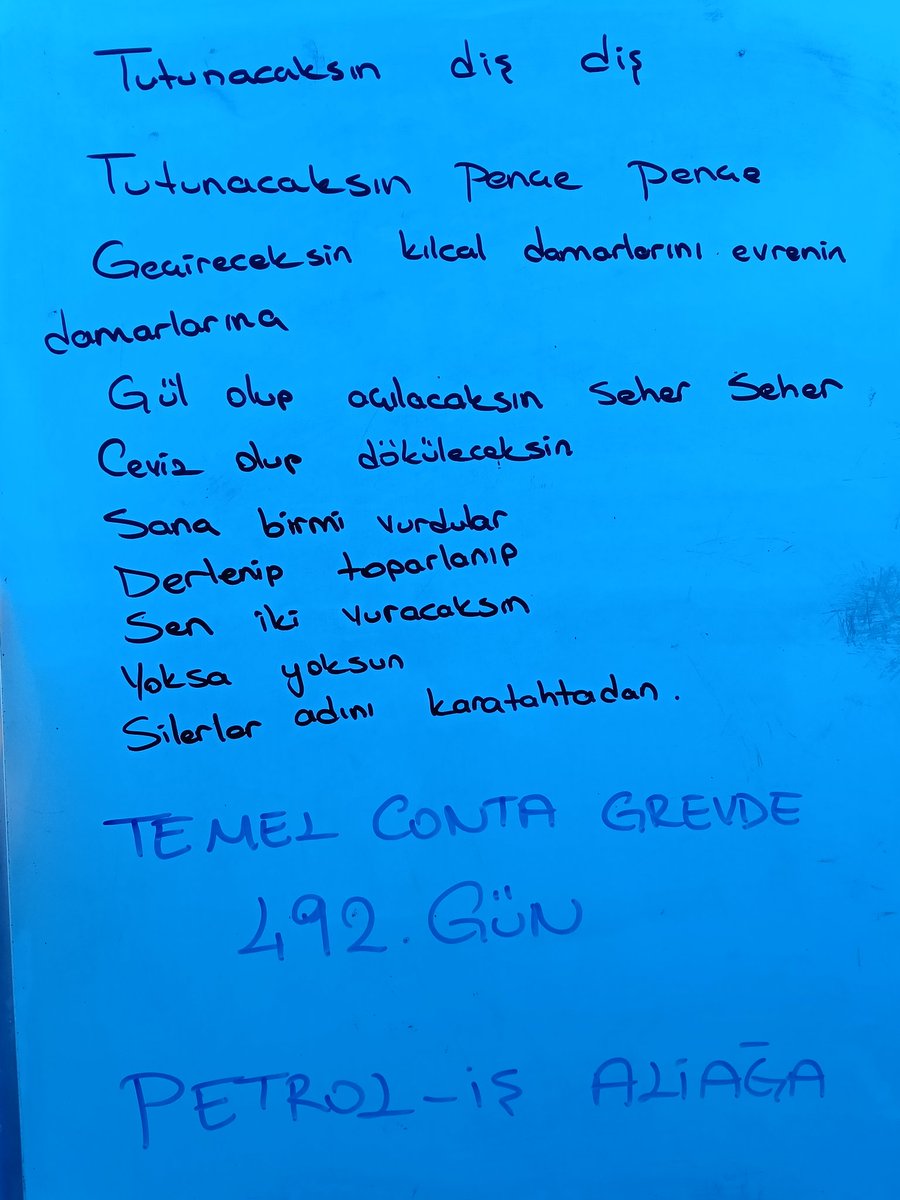 Tutunacaksın diş diş
Tutunacaksın pençe pençe
Geçireceksin kılcal damarlarını evrenin
damarlarına
Gül olup açılacaksın seher seher
Ceviz olup döküleceksin
Sana birmi vurdular
Derlenip toparlanıp
Sen iki vuracaksın
Yoksa yoksun
Silerler adını karatahtadan.
TEMEL CONTA GREVDE
492. GÜN
PETROL-İŞ ALİAĞA